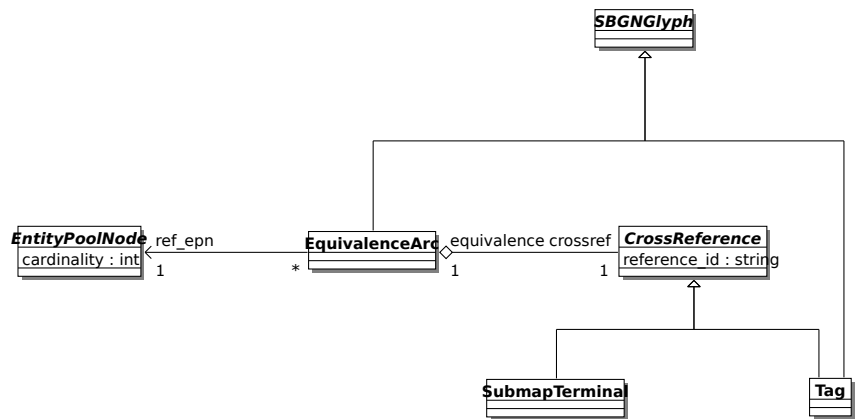 SBGNGlyph
EntityPoolNode
cardinality : int
ref_epn
1
*
EquivalenceArc
equivalence crossref
1
1
CrossReference
reference_id : string
SubmapTerminal
Tag